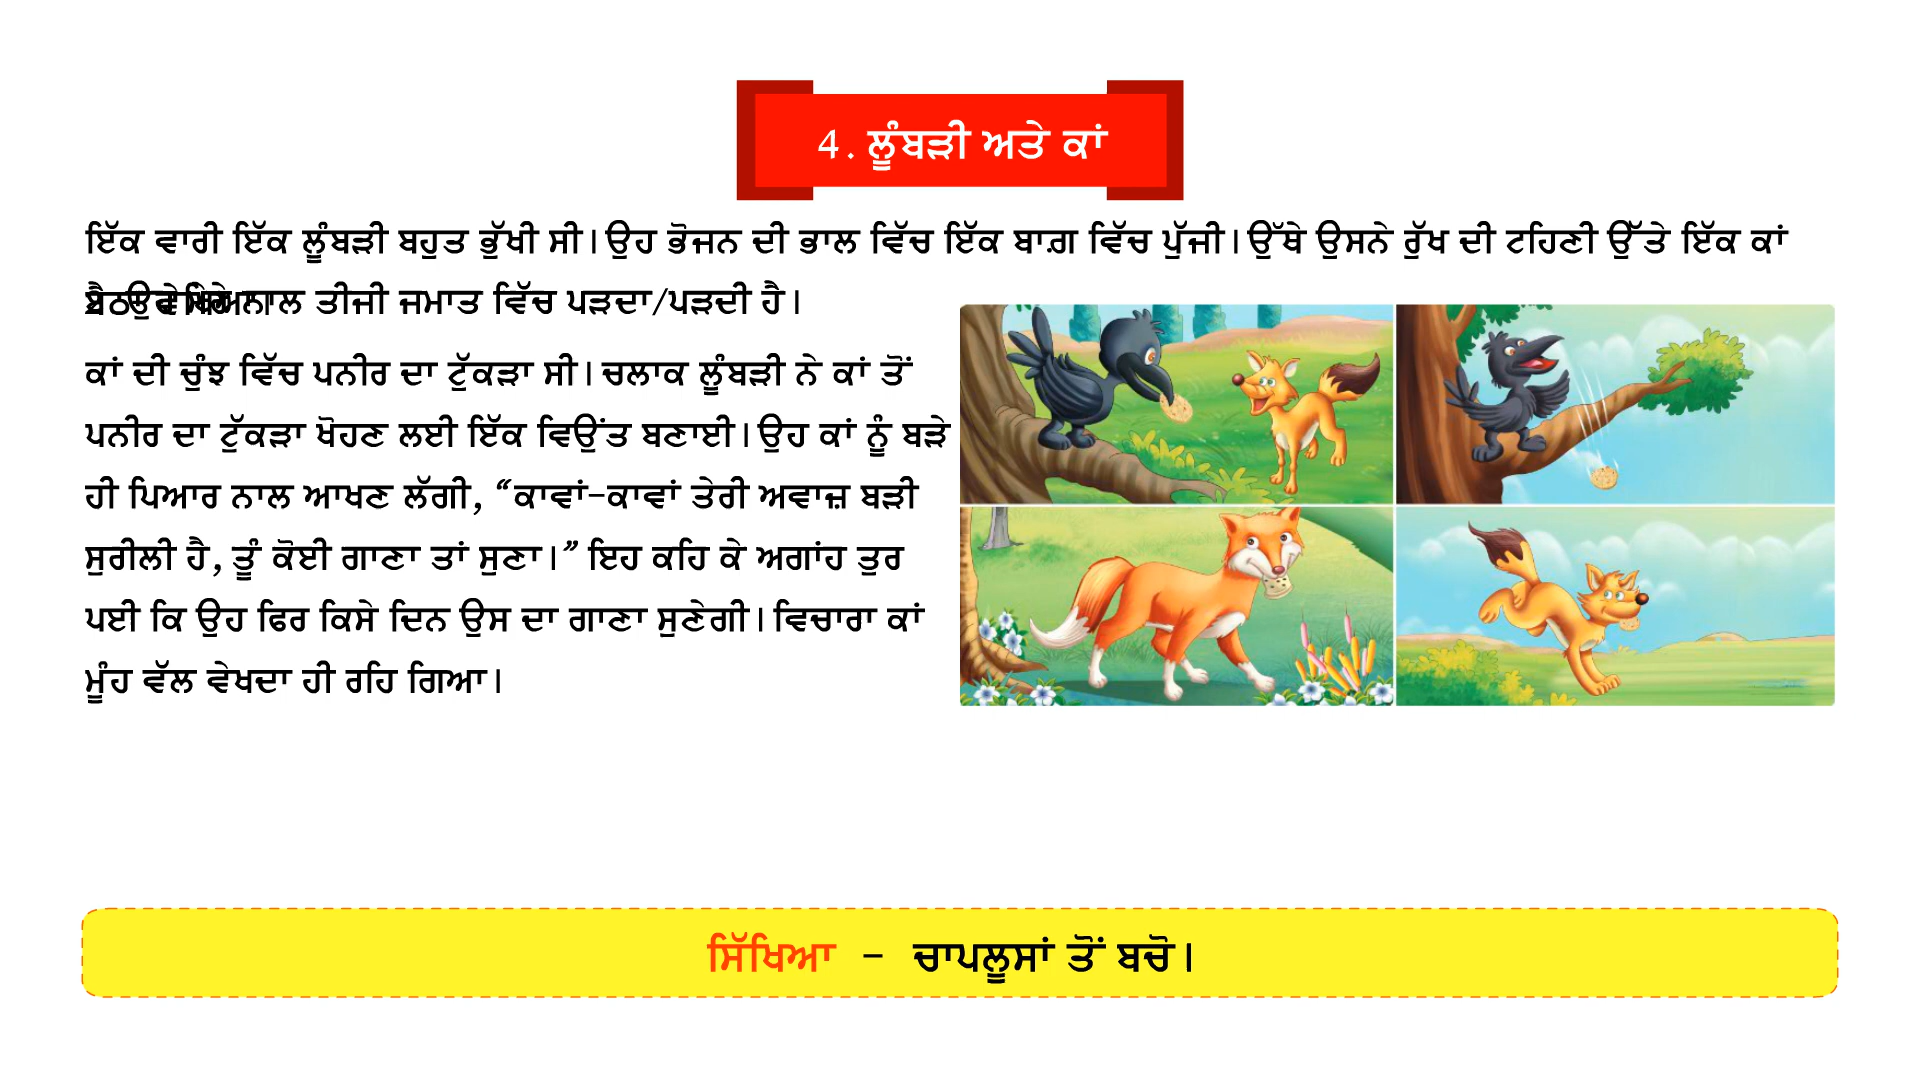 4. ਲੂੰਬੜੀ ਅਤੇ ਕਾਂ
ਇੱਕ ਵਾਰੀ ਇੱਕ ਲੂੰਬੜੀ ਬਹੁਤ ਭੁੱਖੀ ਸੀ। ਉਹ ਭੋਜਨ ਦੀ ਭਾਲ ਵਿੱਚ ਇੱਕ ਬਾਗ਼ ਵਿੱਚ ਪੁੱਜੀ। ਉੱਥੇ ਉਸਨੇ ਰੁੱਖ ਦੀ ਟਹਿਣੀ ਉੱਤੇ ਇੱਕ ਕਾਂ
ਨਾਲ ਤੀਜੀ ਜਮਾਤ ਵਿੱਚ ਪੜਦਾ/ਪੜਦੀ ਹੈ।
ਕਾਂ ਦੀ ਚੁੰਝ ਵਿੱਚ ਪਨੀਰ ਦਾ ਟੁੱਕੜਾ ਸੀ। ਚਲਾਕ ਲੂੰਬੜੀ ਨੇ ਕਾਂ ਤੋਂ
ਪਨੀਰ ਦਾ ਟੁੱਕੜਾ ਖੋਹਣ ਲਈ ਇੱਕ ਵਿਉਂਤ ਬਣਾਈ। ਉਹ ਕਾਂ ਨੂੰ ਬੜੇ
ਹੀ ਪਿਆਰ ਨਾਲ ਆਖਣ ਲੱਗੀ, “ਕਾਵਾਂ-ਕਾਵਾਂ ਤੇਰੀ ਅਵਾਜ਼ ਬੜੀ
ਸੁਰੀਲੀ ਹੈ, ਤੂੰ ਕੋਈ ਗਾਣਾ ਤਾਂ ਸੁਣਾ।” ਇਹ ਕਹਿ ਕੇ ਅਗਾਂਹ ਤੁਰ
ਪਈ ਕਿ ਉਹ ਫਿਰ ਕਿਸੇ ਦਿਨ ਉਸ ਦਾ ਗਾਣਾ ਸੁਣੇਗੀ। ਵਿਚਾਰਾ ਕਾਂ
ਮੂੰਹ ਵੱਲ ਵੇਖਦਾ ਹੀ ਰਹਿ ਗਿਆ।
ਸਿੱਖਿਆ - ਚਾਪਲੂਸਾਂ ਤੋਂ ਬਚੋ।